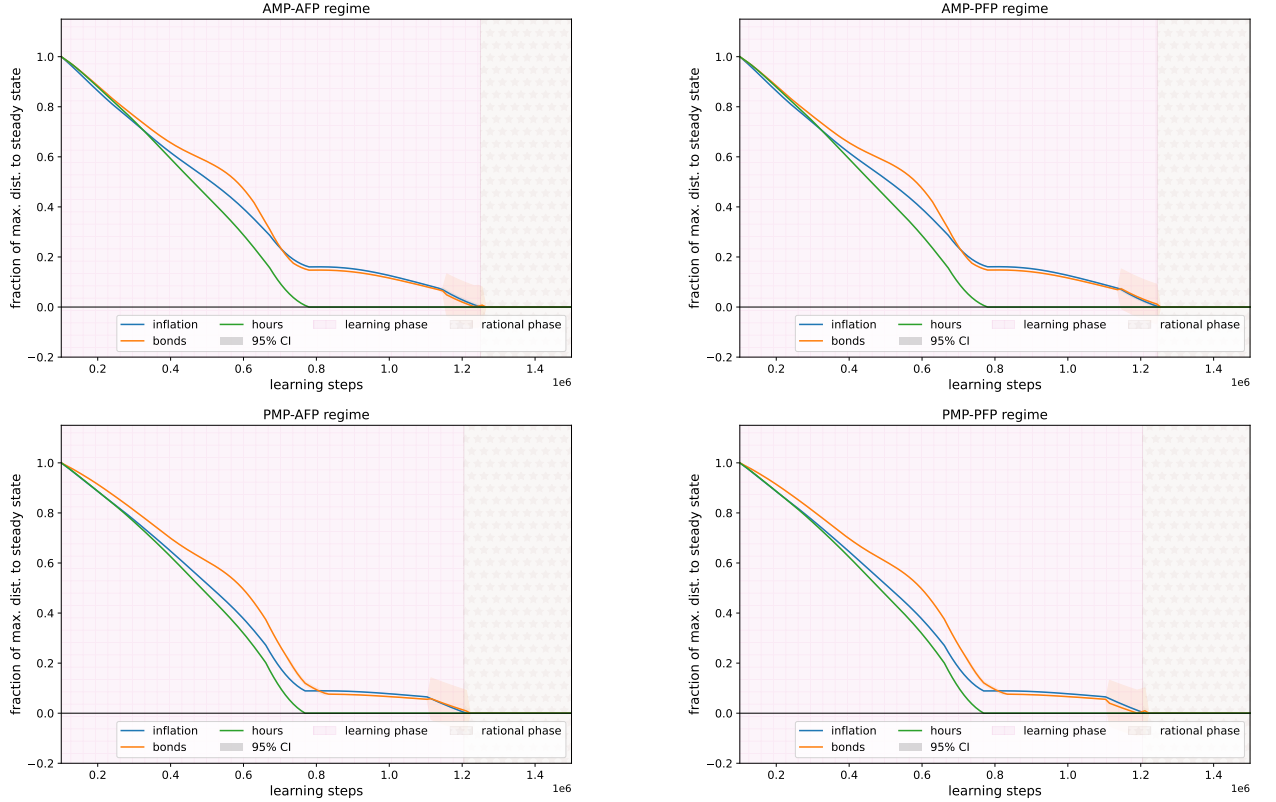 AMP-AFP regime
fraction of max. dist. to steady state
1.0
0.8
0.6
0.4
0.2
0.0
−0.2
inflation hours learning phase rational phase
bonds 95% CI
0.2 0.4 0.6 0.8 1.0 1.2 1.4
learning steps
1e6
AMP-PFP regime
fraction of max. dist. to steady state
1.0
0.8
0.6
0.4
0.2
0.0
−0.2
inflation hours learning phase rational phase
bonds 95% CI
0.2 0.4 0.6 0.8 1.0 1.2 1.4
learning steps
1e6
PMP-AFP regime
fraction of max. dist. to steady state
1.0
0.8
0.6
0.4
0.2
0.0
−0.2
inflation hours learning phase rational phase
bonds 95% CI
0.2 0.4 0.6 0.8 1.0 1.2 1.4
learning steps
1e6
PMP-PFP regime
fraction of max. dist. to steady state
1.0
0.8
0.6
0.4
0.2
0.0
−0.2
inflation hours learning phase rational phase
bonds 95% CI
0.2 0.4 0.6 0.8 1.0 1.2 1.4
learning steps
1e6